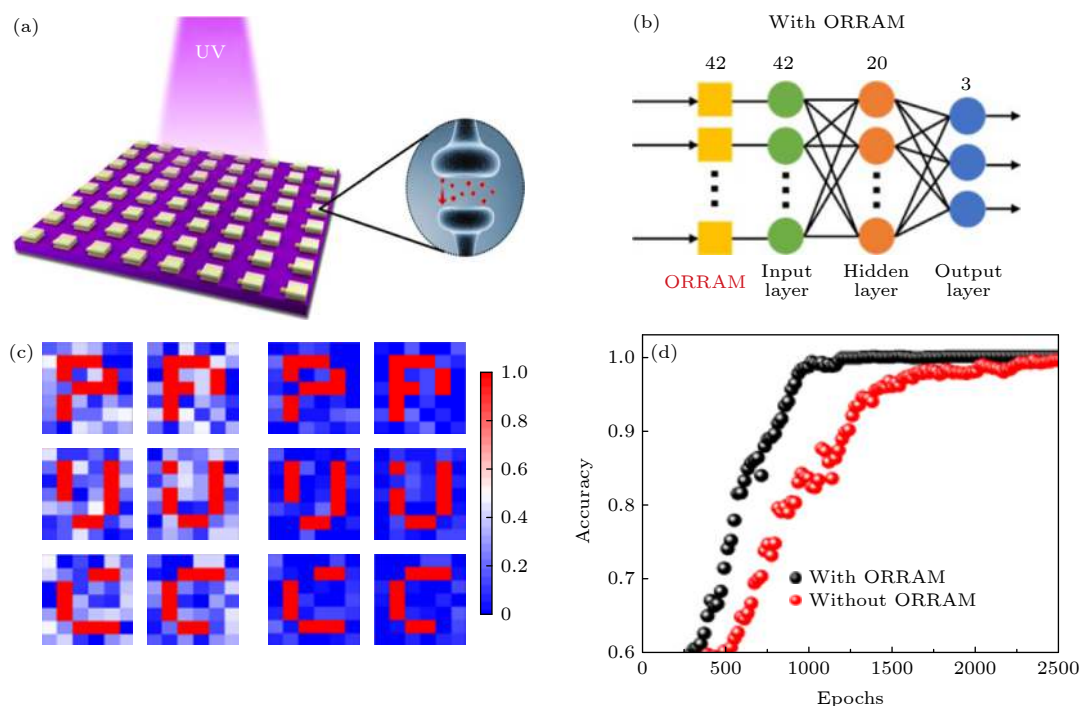 (a)
UV
(b)
With ORRAM
42
42
20
3
ORRAM
Input
layer
Hidden
layer
Output
layer
(c)
1.0
0.8
0.6
0.4
0.2
0
(d)
1.0
0.9
0.8
0.7
0.6
Accuracy
With ORRAM
Without ORRAM
0
500
1000
1500
2000
2500
Epochs